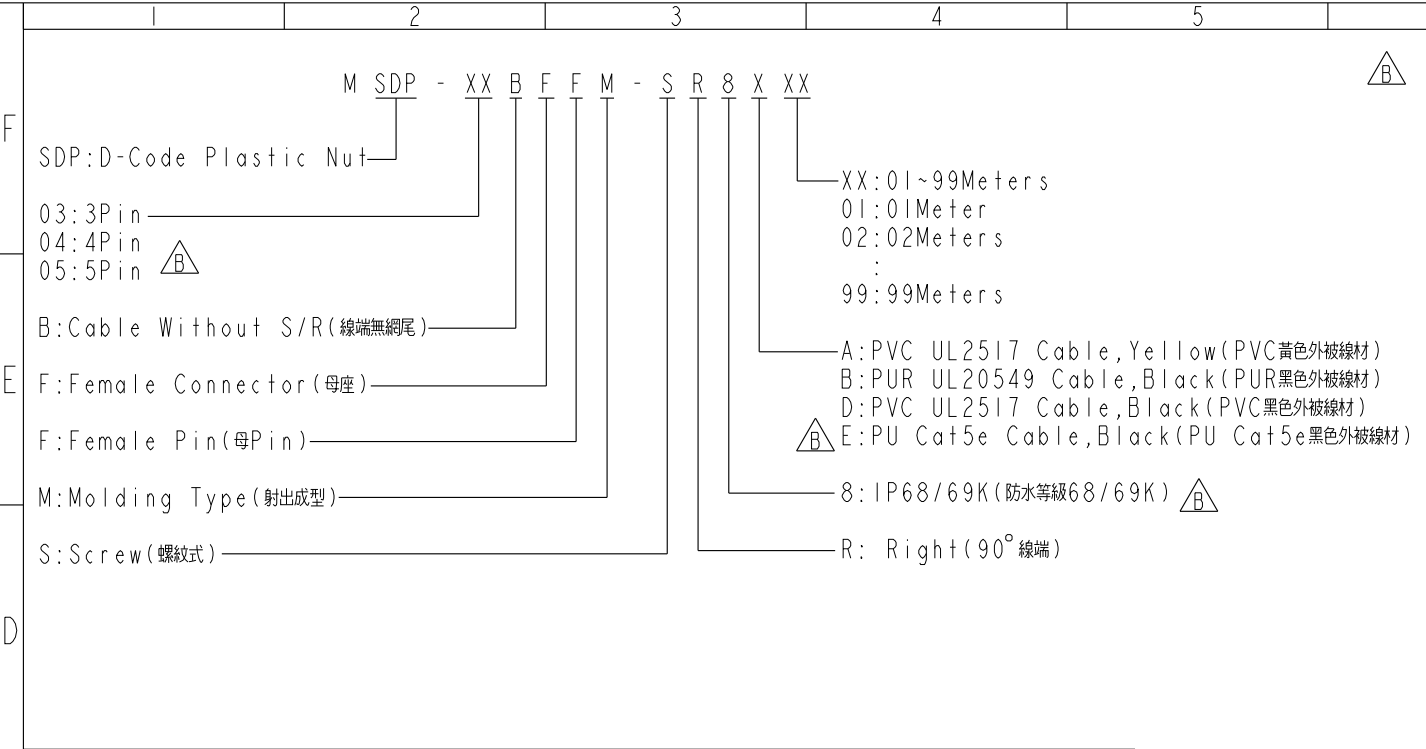 1 2 3 4 5
B
M SDP - XX B F F M - S R 8 X XX
F
SDP:D-Code Plastic Nut
03:3Pin
04:4Pin
05:5Pin B
B:Cable Without S/R(線端無網尾)
E
F:Female Connector(母座)
F:Female Pin(母Pin)
M:Molding Type(射出成型)
S:Screw(螺紋式)
D
XX:01~99Meters
01:01Meter
02:02Meters
:
99:99Meters
A:PVC UL2517 Cable,Yellow(PVC黃色外被線材)
B:PUR UL20549 Cable,Black(PUR黑色外被線材)
D:PVC UL2517 Cable,Black(PVC黑色外被線材)
B E:PU Cat5e Cable,Black(PU Cat5e黑色外被線材)
8:IP68/69K(防水等級68/69K) B
R: Right(90°線端)